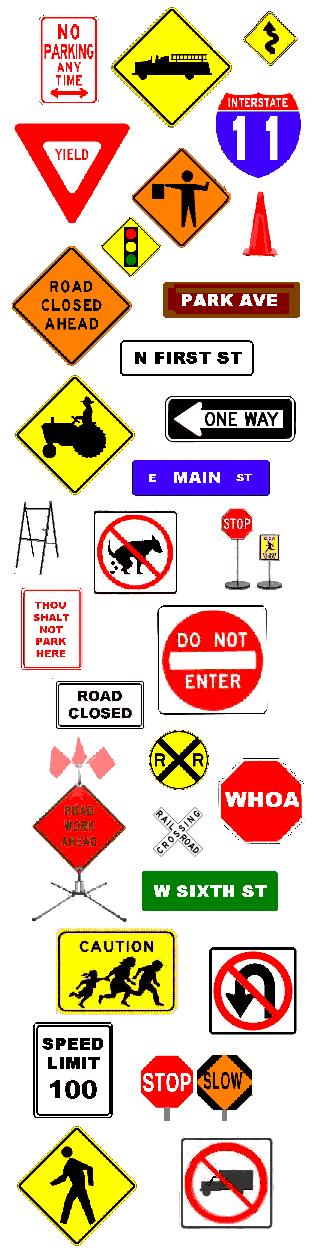 NO
PARKING
ANY
TIME
INTERSTATE
11
YIELD
ROAD
CLOSED
AHEAD
PARK AVE
N FIRST ST
ONE WAY
E MAIN ST
STOP
THOU
SHALT
NOT
PARK
HERE
DO NOT
ENTER
ROAD
CLOSED
R R
ROAD
WORK
AHEAD
WHOA
RAILROAD
CROSSING
W SIXTH ST
CAUTION
SPEED
LIMIT
100
STOP
SLOW